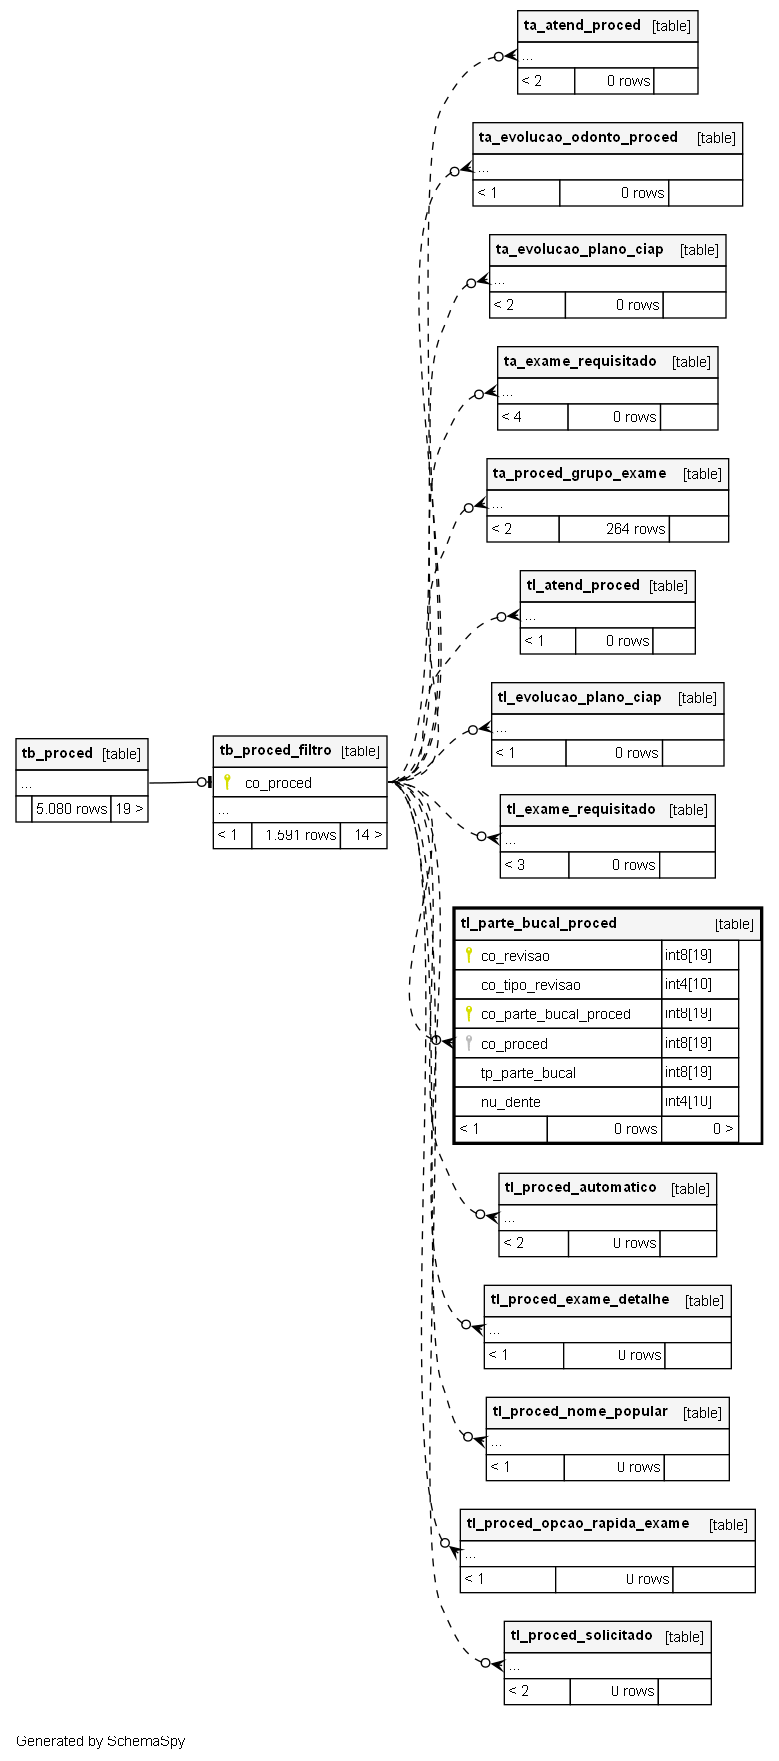 ta_atend_proced [table]
...
< 2 0 rows
ta_evolucao_odonto_proced [table]
...
< 1 0 rows
ta_evolucao_plano_ciap [table]
...
< 2 0 rows
ta_exame_requisitado [table]
...
< 4 0 rows
ta_proced_grupo_exame [table]
...
< 2 264 rows
tl_atend_proced [table]
...
< 1 0 rows
tl_evolucao_plano_ciap [table]
...
< 1 0 rows
tb_proced [table]
...
5.080 rows 19 >
tb_proced_filtro [table]
co_proced
...
< 1 1.591 rows 14 >
tl_exame_requisitado [table]
...
< 3 0 rows
tl_parte_bucal_proced [table]
co_revisao int8[19]
co_tipo_revisao int4[10]
co_parte_bucal_proced int8[19]
co_proced int8[19]
tp_parte_bucal int8[19]
nu_dente int4[10]
< 1 0 rows 0 >
tl_proced_automatico [table]
...
< 2 0 rows
tl_proced_exame_detalhe [table]
...
< 1 0 rows
tl_proced_nome_popular [table]
...
< 1 0 rows
tl_proced_opcao_rapida_exame [table]
...
< 1 0 rows
tl_proced_solicitado [table]
...
< 2 0 rows
Generated by SchemaSpy